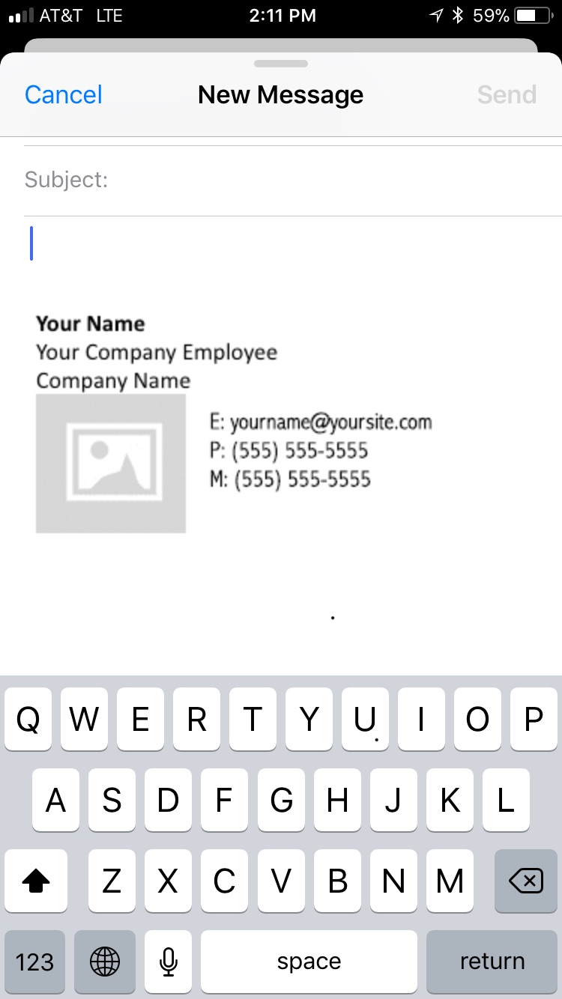 AT&T LTE 2:11 PM 59%
Cancel New Message Send
Subject:
Your Name
Your Company Employee
Company Name
E: yourname@yoursite.com
P: (555) 555-5555
M: (555) 555-5555
.
Q W E R T Y U I O P
A S D F G H J K L
Z X C V B N M
123 space return